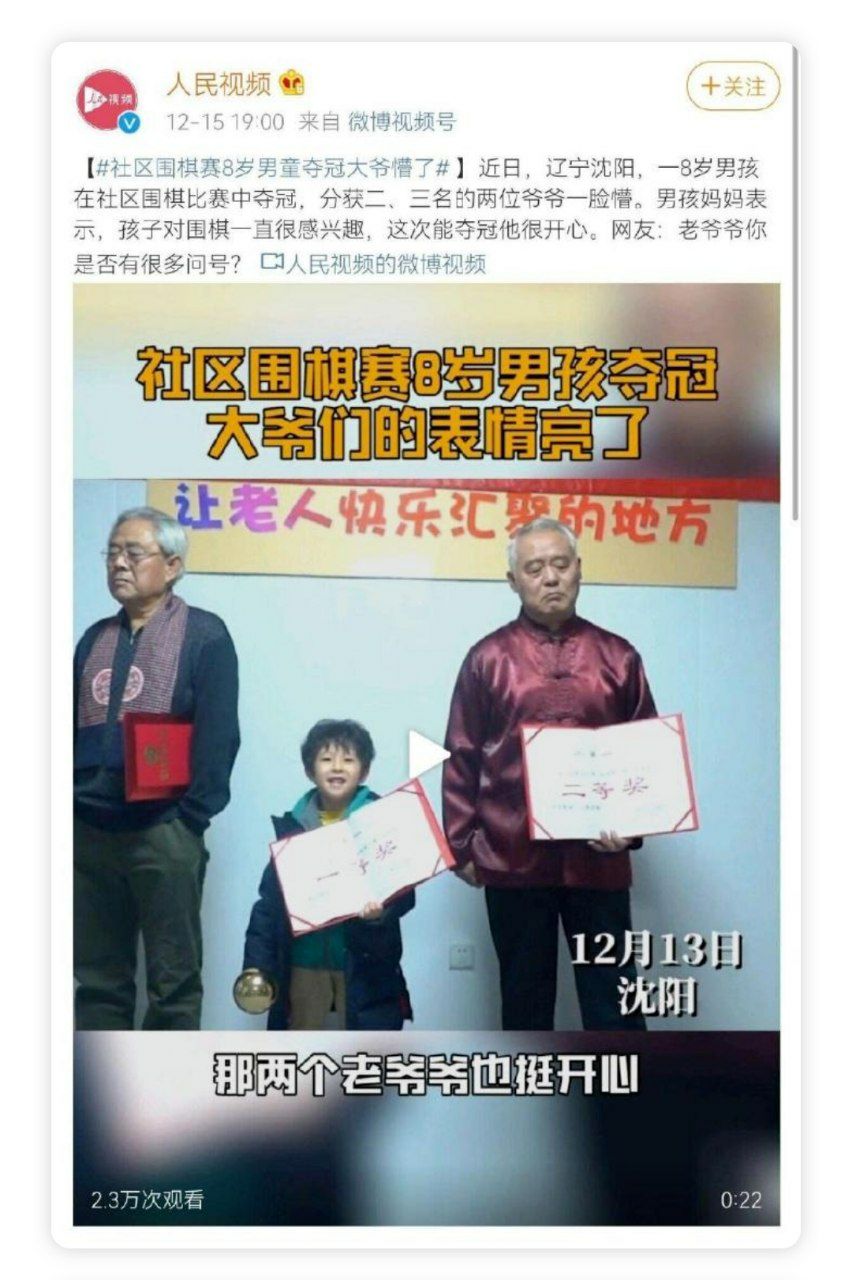 人民视频
视频
12-15 19:00 来自 微博视频号
+关注
【#社区围棋赛8岁男童夺冠大爷懵了#】近日，辽宁沈阳，一8岁男孩
在社区围棋比赛中夺冠，分获二、三名的两位爷爷一脸懵。男孩妈妈表
示，孩子对围棋一直很感兴趣，这次能夺冠他很开心。网友：老爷爷你
是否有很多问号？ 人民视频的微博视频
社区围棋赛8岁男孩夺冠
大爷们的表情亮了
让老人快乐汇聚的地方
二等奖
一等奖
12月13日
沈阳
那两个老爷爷也挺开心
2.3万次观看
0:22